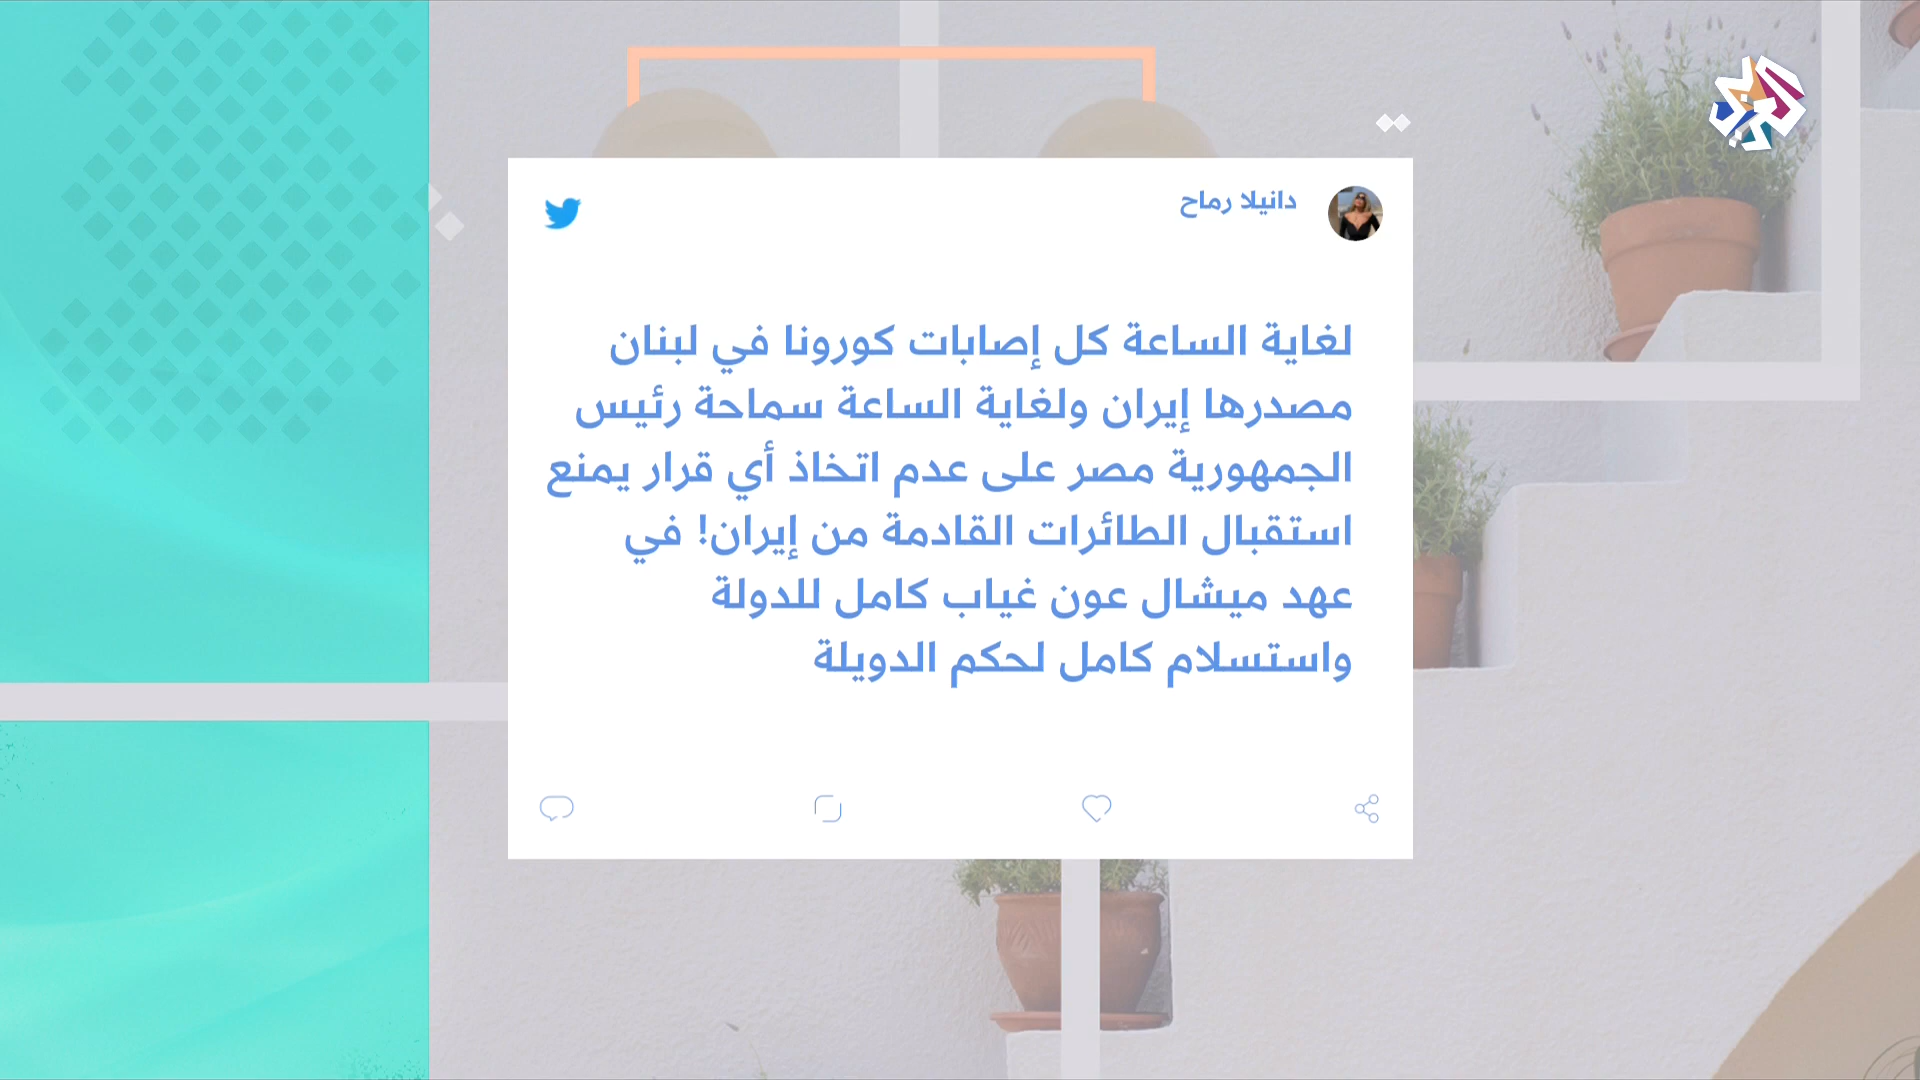 دانيلا رماح
لغاية الساعة كل إصابات كورونا في لبنان
مصدرها إيران ولغاية الساعة سماحة رئيس
الجمهورية مصر على عدم اتخاذ أي قرار يمنع
استقبال الطائرات القادمة من إيران! في
عهد ميشال عون غياب كامل للدولة
واستسلام كامل لحكم الدويلة